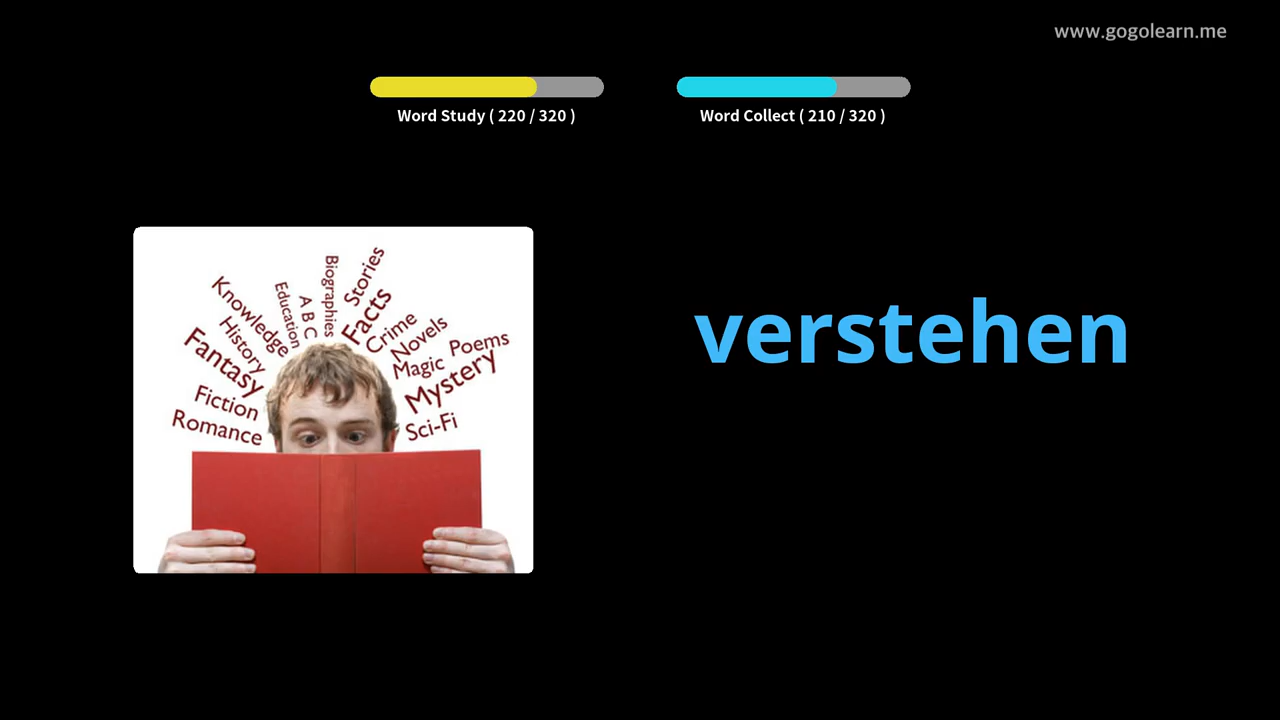 www.gogolearn.me
Word Study ( 220 / 320 )
Word Collect ( 210 / 320 )
Biographies
Stories
Education
A B C
Facts
Knowledge
Crime
History
Novels
Fantasy
Magic
Poems
Mystery
Fiction
Romance
Sci-Fi
verstehen